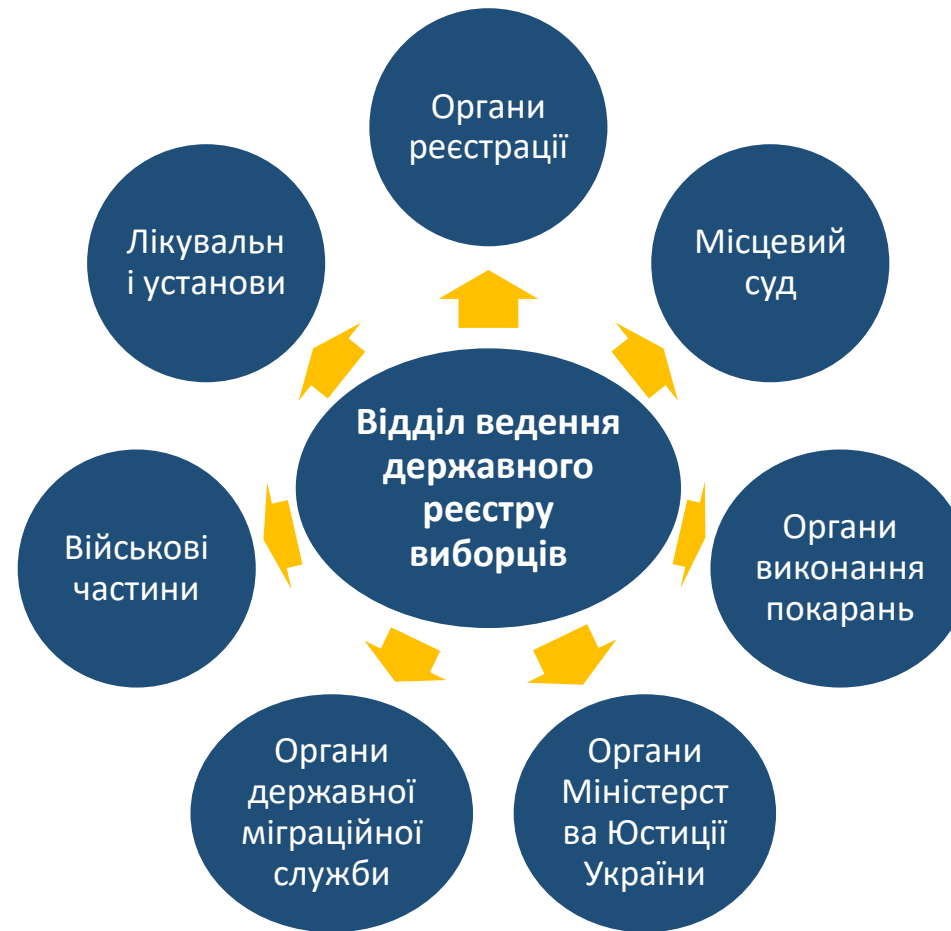 Органи
реєстрації
Лікувальн
і установи
Місцевий
суд
Відділ ведення
державного
реєстру
виборців
Військові
частини
Органи
виконання
покарань
Органи
державної
міграційної
служби
Органи
Міністерст
ва Юстиції
України